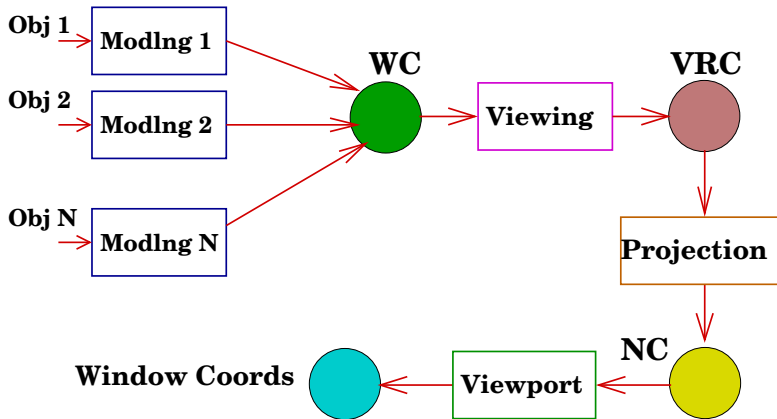 Obj 1
Modlng 1
WC
VRC
Obj 2
Modlng 2
Viewing
Obj N
Modlng N
Projection
NC
Window Coords
Viewport